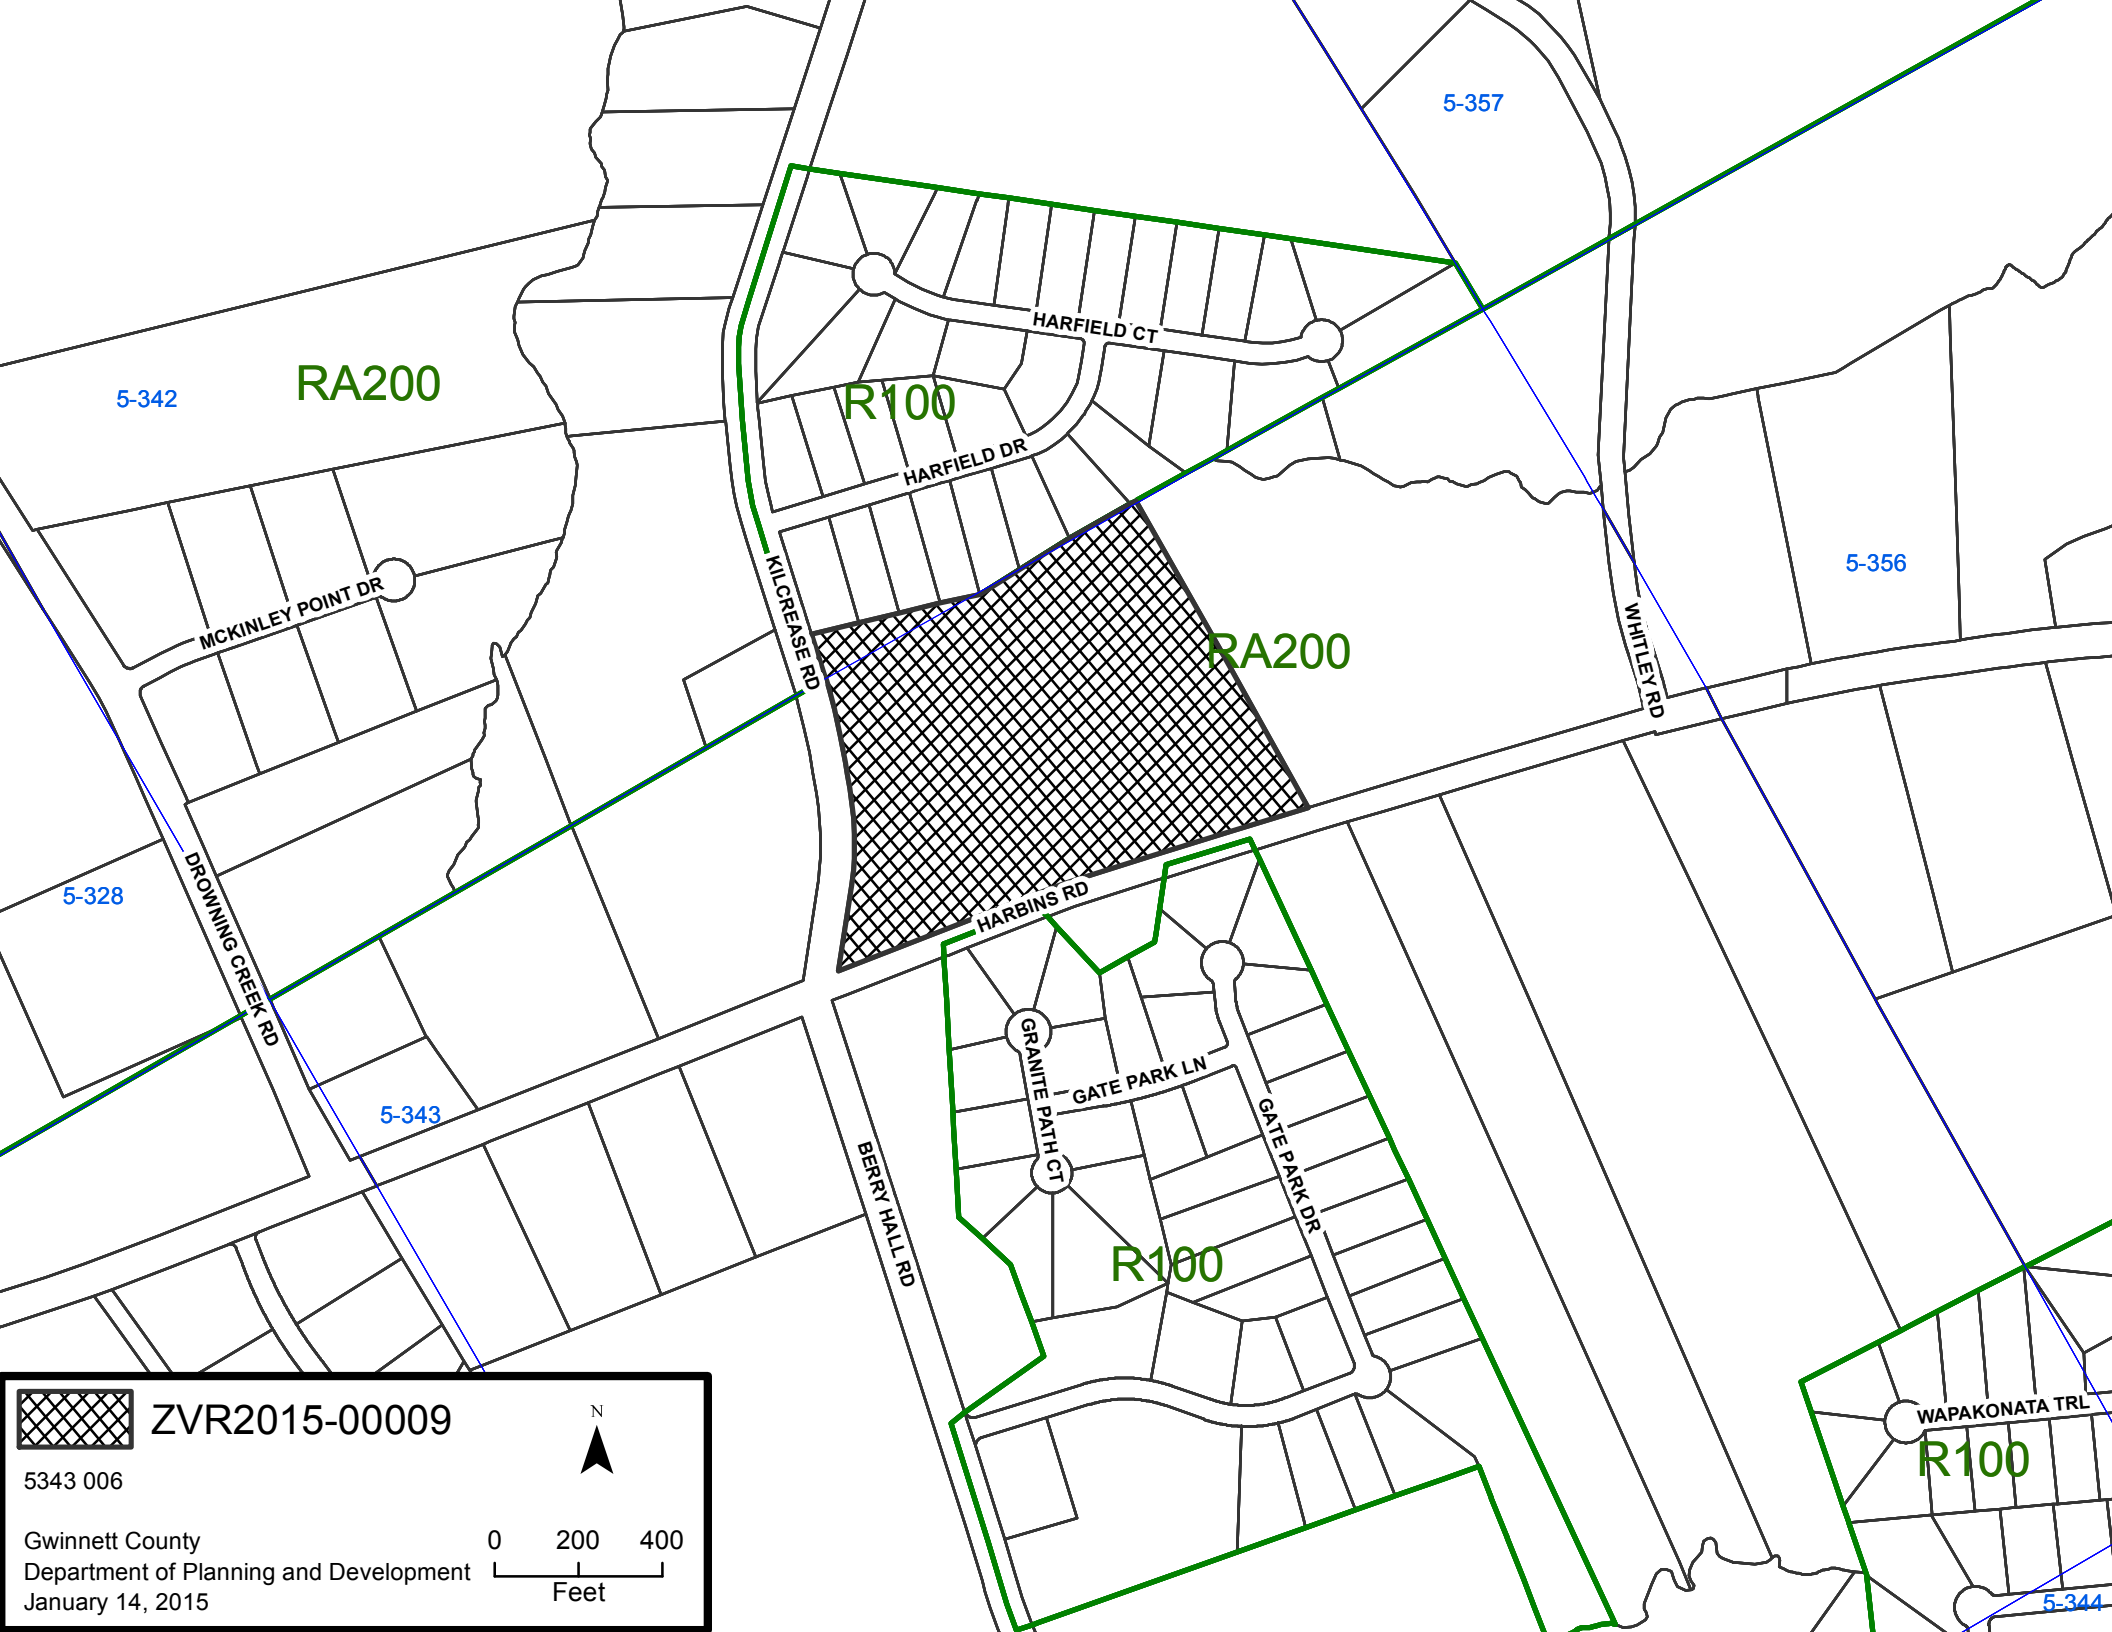 5-357
HARFIELD CT
RA200
5-342
R100
HARFIELD DR
5-356
MCKINLEY POINT DR
KILCREASE RD
RA200
WHITLEY RD
5-328
DROWNING CREEK RD
HARBINS RD
5-343
GRANITE PATH CT
GATE PARK LN
GATE PARK DR
BERRY HALL RD
R100
WAPAKONATA TRL
R100
5-344
ZVR2015-00009
N
5343 006
Gwinnett County
Department of Planning and Development
January 14, 2015
0 200 400
Feet